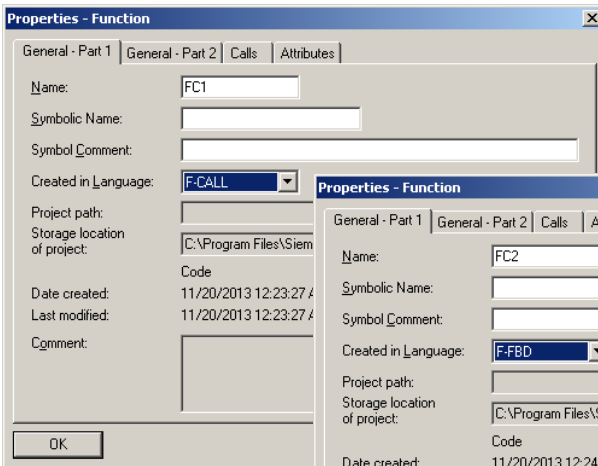 Properties - Function
General - Part 1 General - Part 2 Calls Attributes
Name: FC1
Symbolic Name:
Symbol Comment:
Created in Language: F-CALL
Project path:
Storage location
of project: C:\Program Files\Siem
Code
Date created: 11/20/2013 12:23:27
Last modified: 11/20/2013 12:23:27
Comment:
OK
Properties - Function
General - Part 1 General - Part 2 Calls
Name: FC2
Symbolic Name:
Symbol Comment:
Created in Language: F-FBD
Project path:
Storage location
of project: C:\Program Files\
Code
Date created: 11/20/2013 12:24